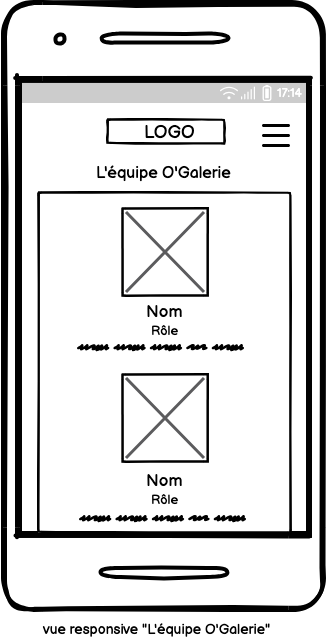 17:14
LOGO
L'équipe O'Galerie
Nom
Rôle
Nom
Rôle
vue responsive "L'équipe O'Galerie"